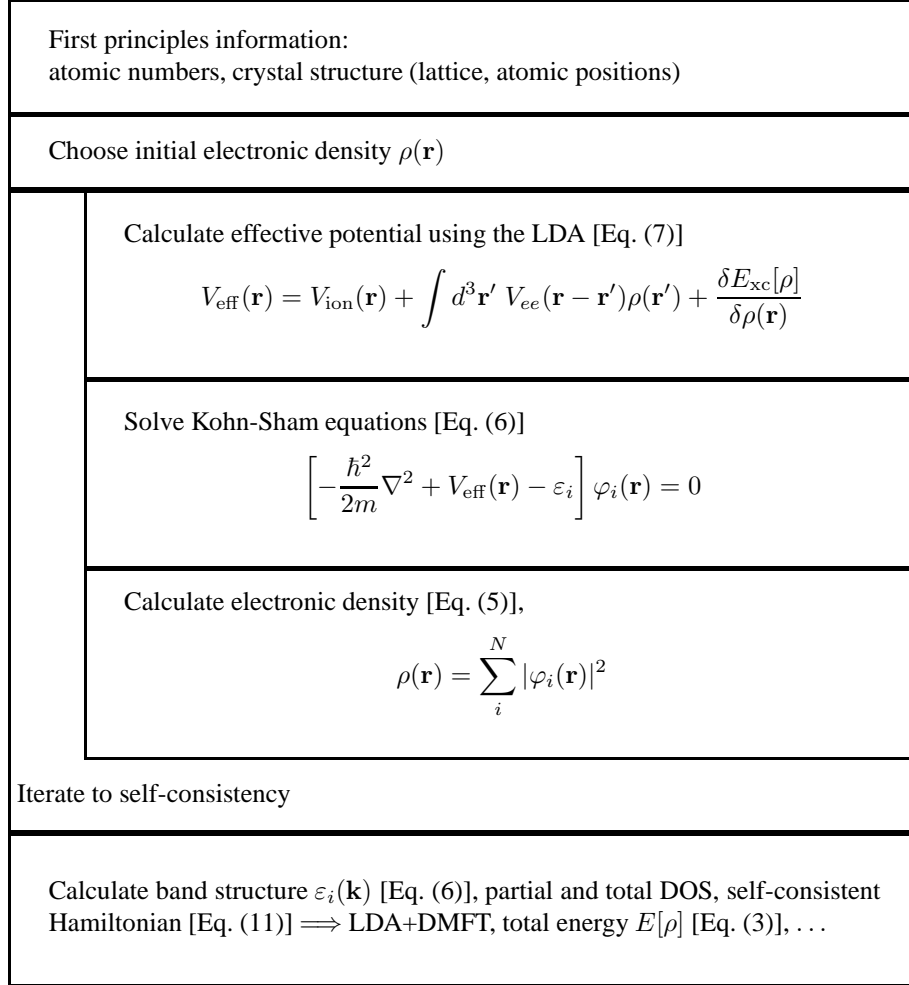 First principles information:
atomic numbers, crystal structure (lattice, atomic positions)
Choose initial electronic density ρ(𝐫)
Calculate effective potential using the LDA [Eq. (7)]
V_eff(𝐫) = V_ion(𝐫) + ∫ d³𝐫′ V_ee(𝐫 − 𝐫′)ρ(𝐫′) + δE_xc[ρ] / δρ(𝐫)
Solve Kohn-Sham equations [Eq. (6)]
[−ℏ²/2m ∇² + V_eff(𝐫) − ε_i] φ_i(𝐫) = 0
Calculate electronic density [Eq. (5)],
ρ(𝐫) = ∑_i^N |φ_i(𝐫)|²
Iterate to self-consistency
Calculate band structure ε_i(𝐤) [Eq. (6)], partial and total DOS, self-consistent
Hamiltonian [Eq. (11)] ⟹ LDA+DMFT, total energy E[ρ] [Eq. (3)], …